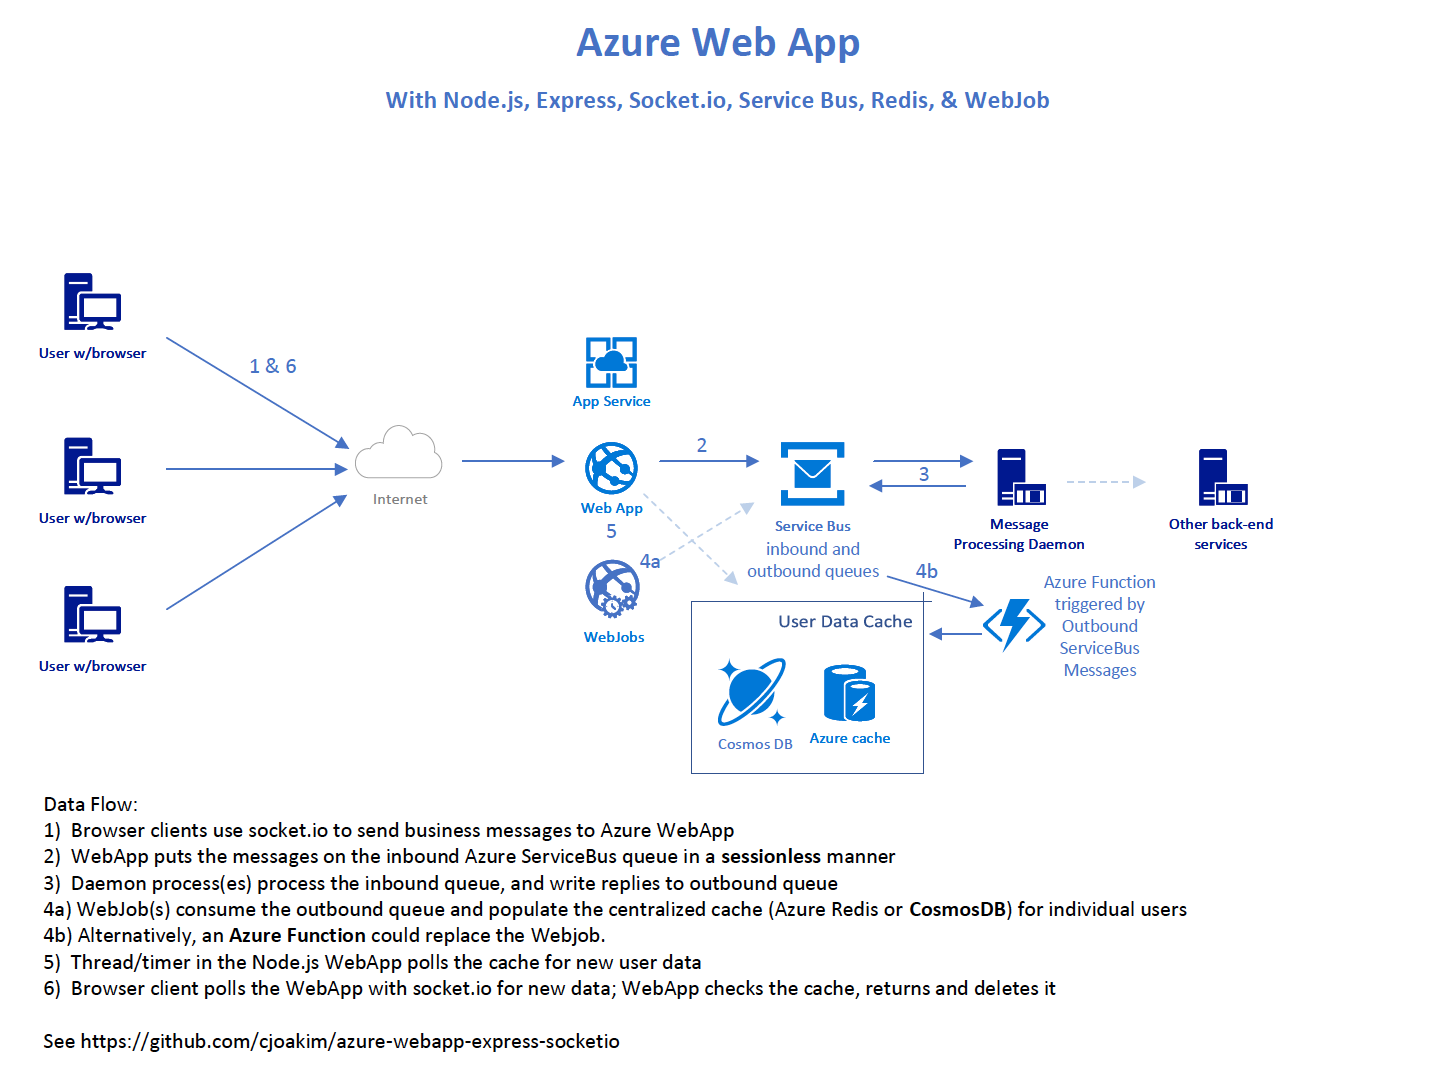 Azure Web App
With Node.js, Express, Socket.io, Service Bus, Redis, & WebJob
User w/browser
1 & 6
App Service
User w/browser
Internet
Web App
2
Service Bus
inbound and
outbound queues
3
Message
Processing Daemon
Other back-end
services
5
4a
WebJobs
4b
Azure Function
triggered by
Outbound
ServiceBus
Messages
User w/browser
User Data Cache
Cosmos DB
Azure cache
Data Flow:
1) Browser clients use socket.io to send business messages to Azure WebApp
2) WebApp puts the messages on the inbound Azure ServiceBus queue in a sessionless manner
3) Daemon process(es) process the inbound queue, and write replies to outbound queue
4a) WebJob(s) consume the outbound queue and populate the centralized cache (Azure Redis or CosmosDB) for individual users
4b) Alternatively, an Azure Function could replace the Webjob.
5) Thread/timer in the Node.js WebApp polls the cache for new user data
6) Browser client polls the WebApp with socket.io for new data; WebApp checks the cache, returns and deletes it
See https://github.com/cjoakim/azure-webapp-express-socketio